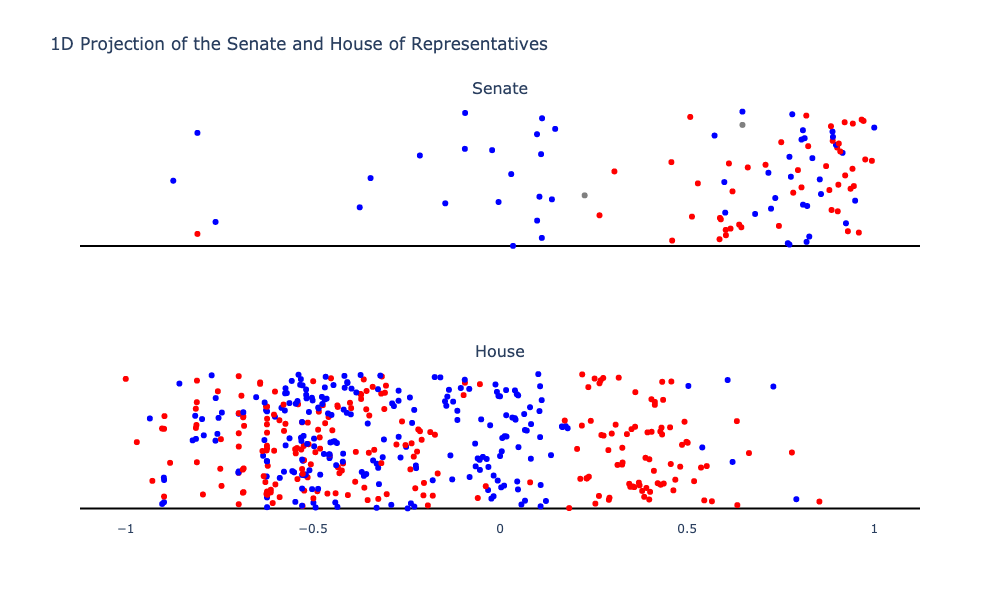 1D Projection of the Senate and House of Representatives
Senate
House
−1 −0.5 0 0.5 1